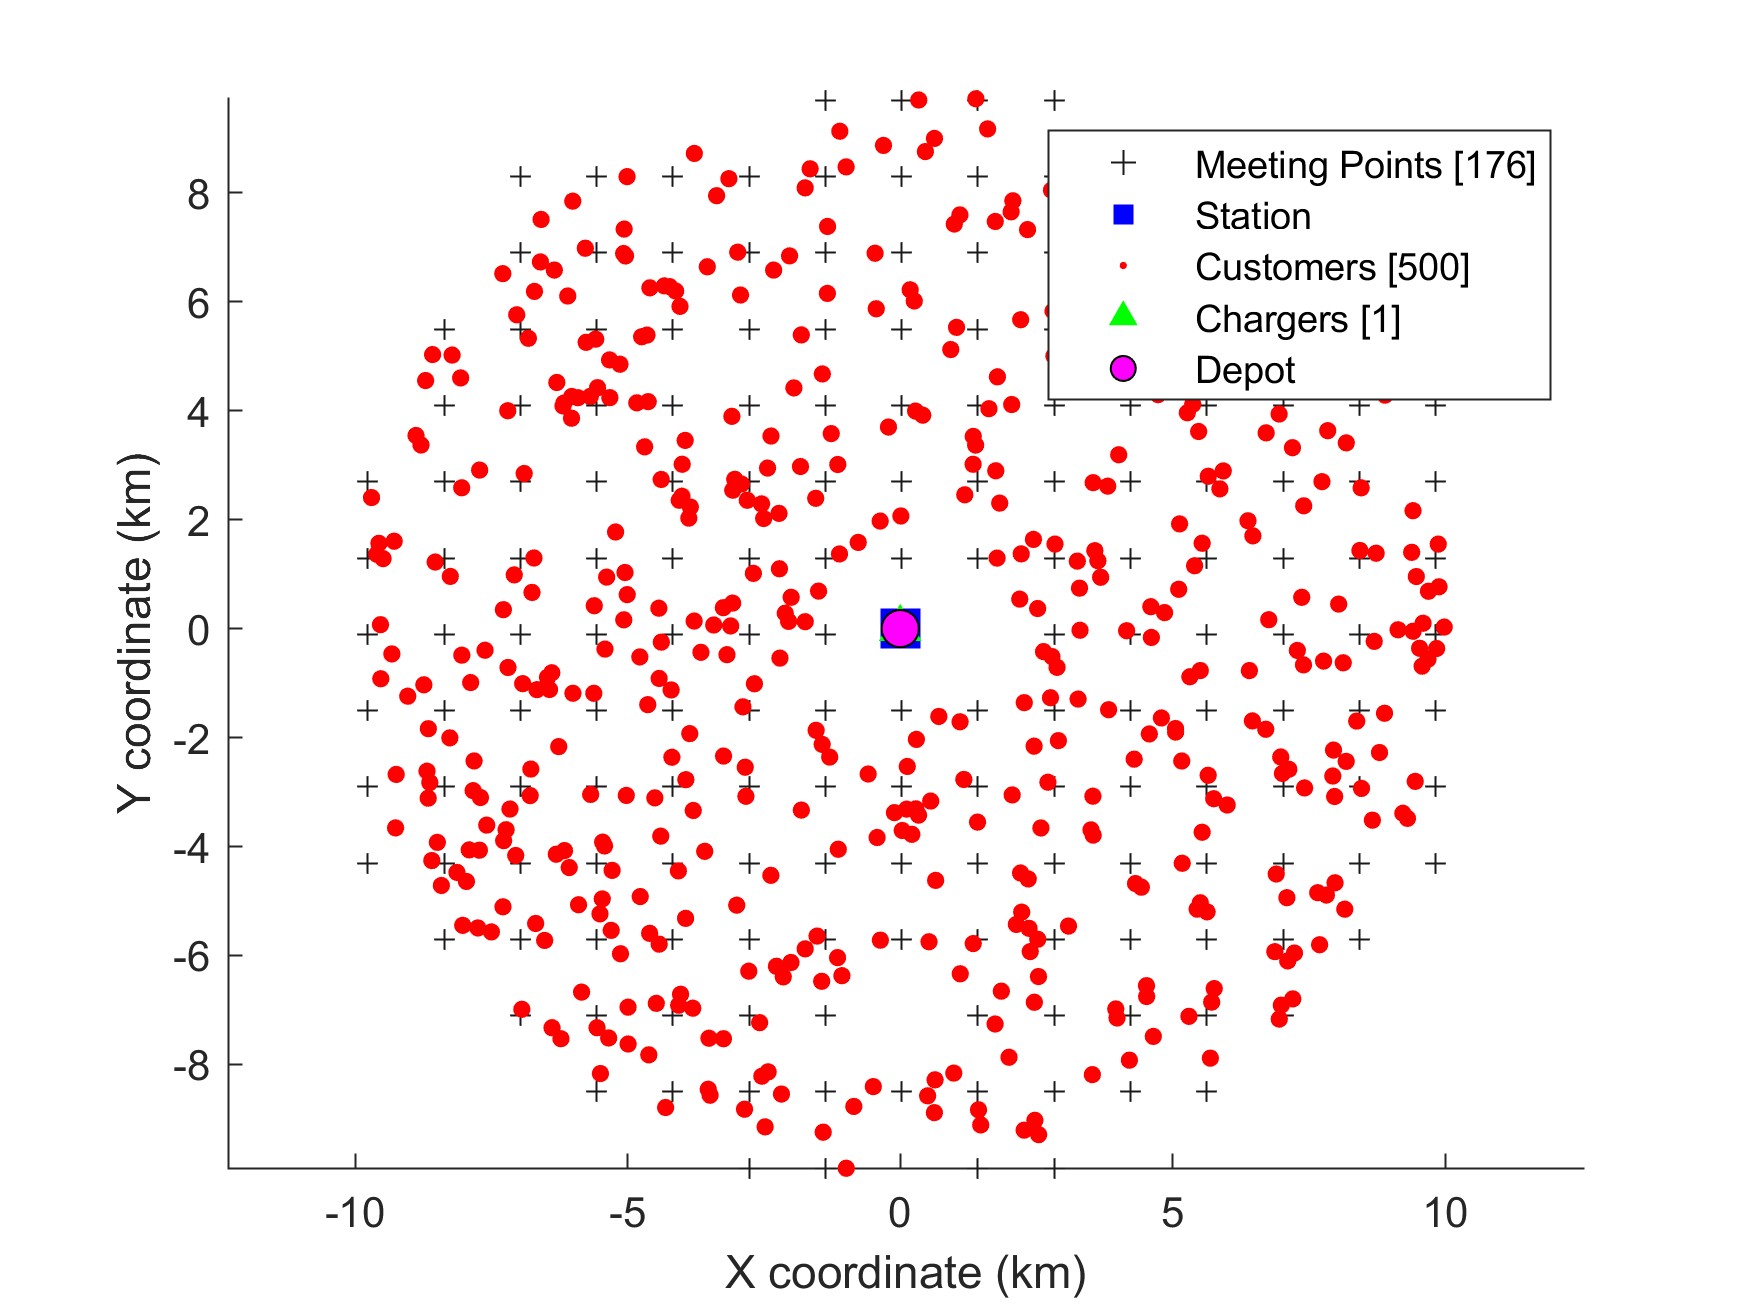 Meeting Points [176]
Station
Customers [500]
Chargers [1]
Depot
8
6
4
2
0
-2
-4
-6
-8
Y coordinate (km)
-10
-5
0
5
10
X coordinate (km)